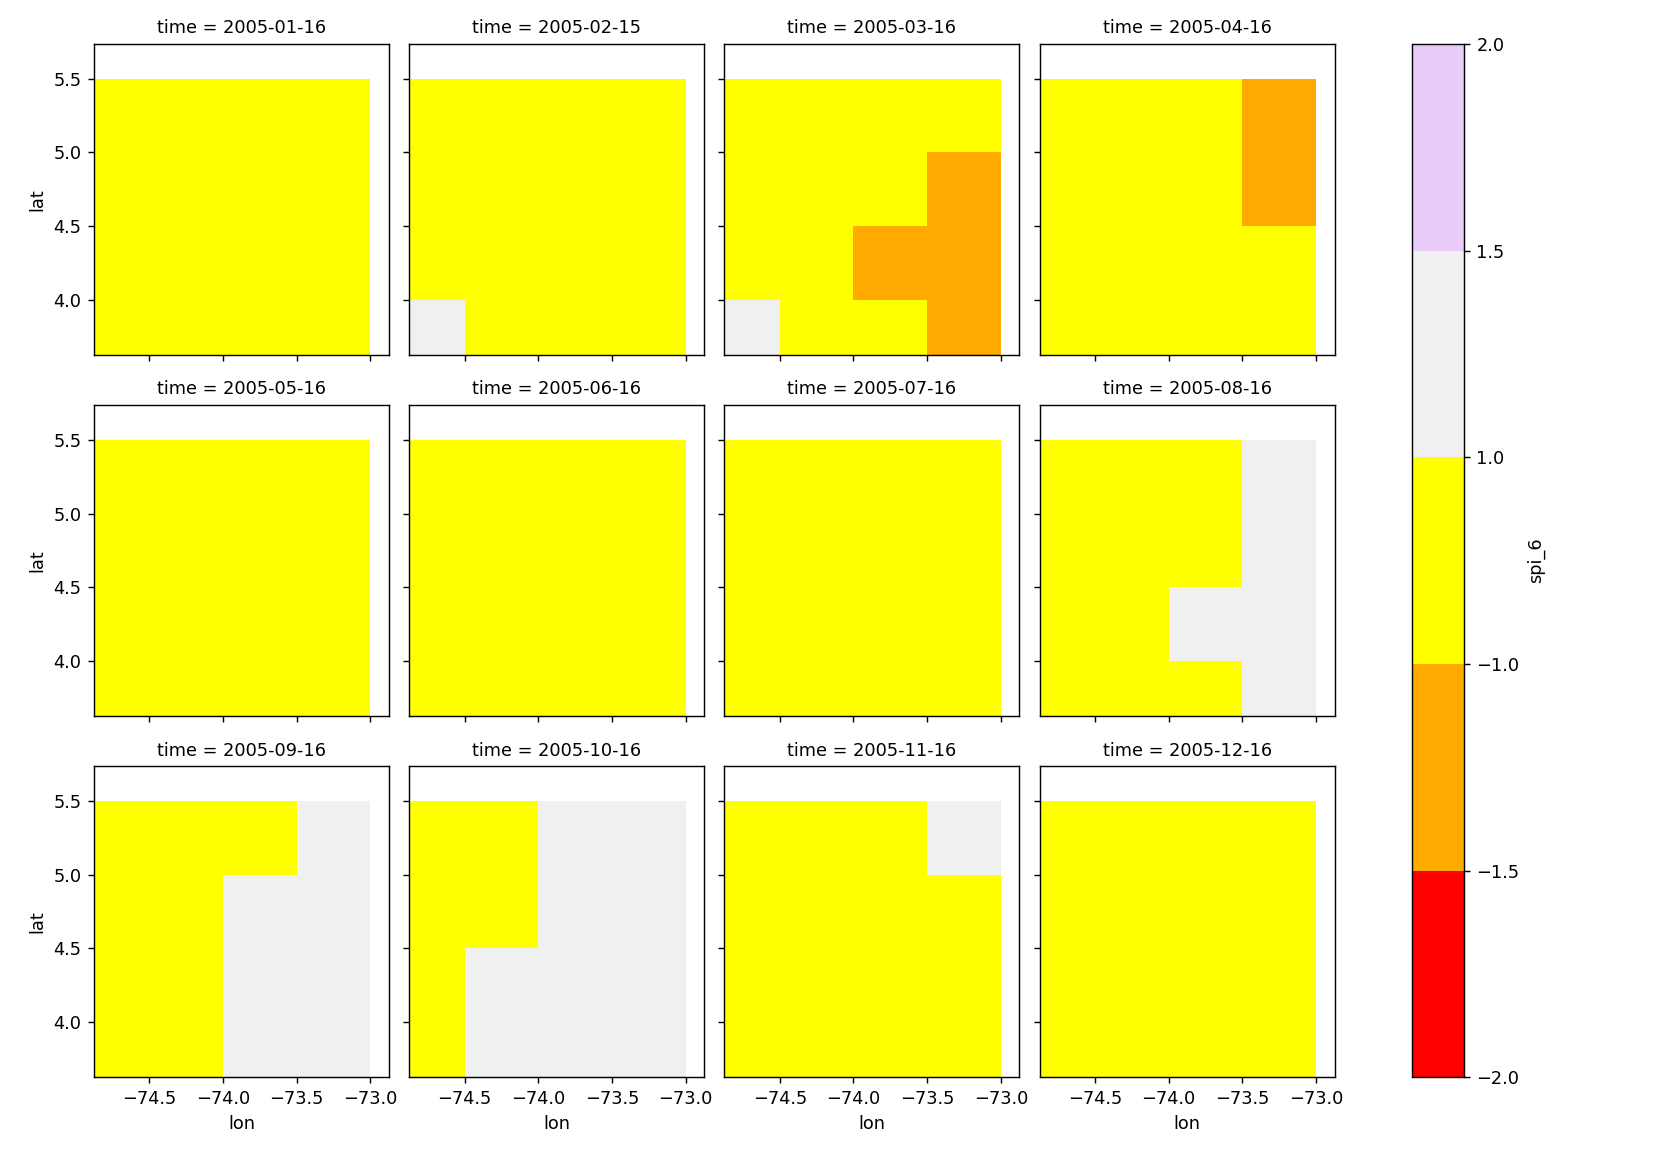 time = 2005-01-16
time = 2005-02-15
time = 2005-03-16
time = 2005-04-16
2.0
5.5
5.0
lat
4.5
4.0
1.5
time = 2005-05-16
time = 2005-06-16
time = 2005-07-16
time = 2005-08-16
1.0
5.5
5.0
lat
4.5
4.0
spi_6
−1.0
time = 2005-09-16
time = 2005-10-16
time = 2005-11-16
time = 2005-12-16
5.5
5.0
lat
4.5
4.0
−1.5
−2.0
−74.5 −74.0 −73.5 −73.0
−74.5 −74.0 −73.5 −73.0
−74.5 −74.0 −73.5 −73.0
−74.5 −74.0 −73.5 −73.0
lon
lon
lon
lon